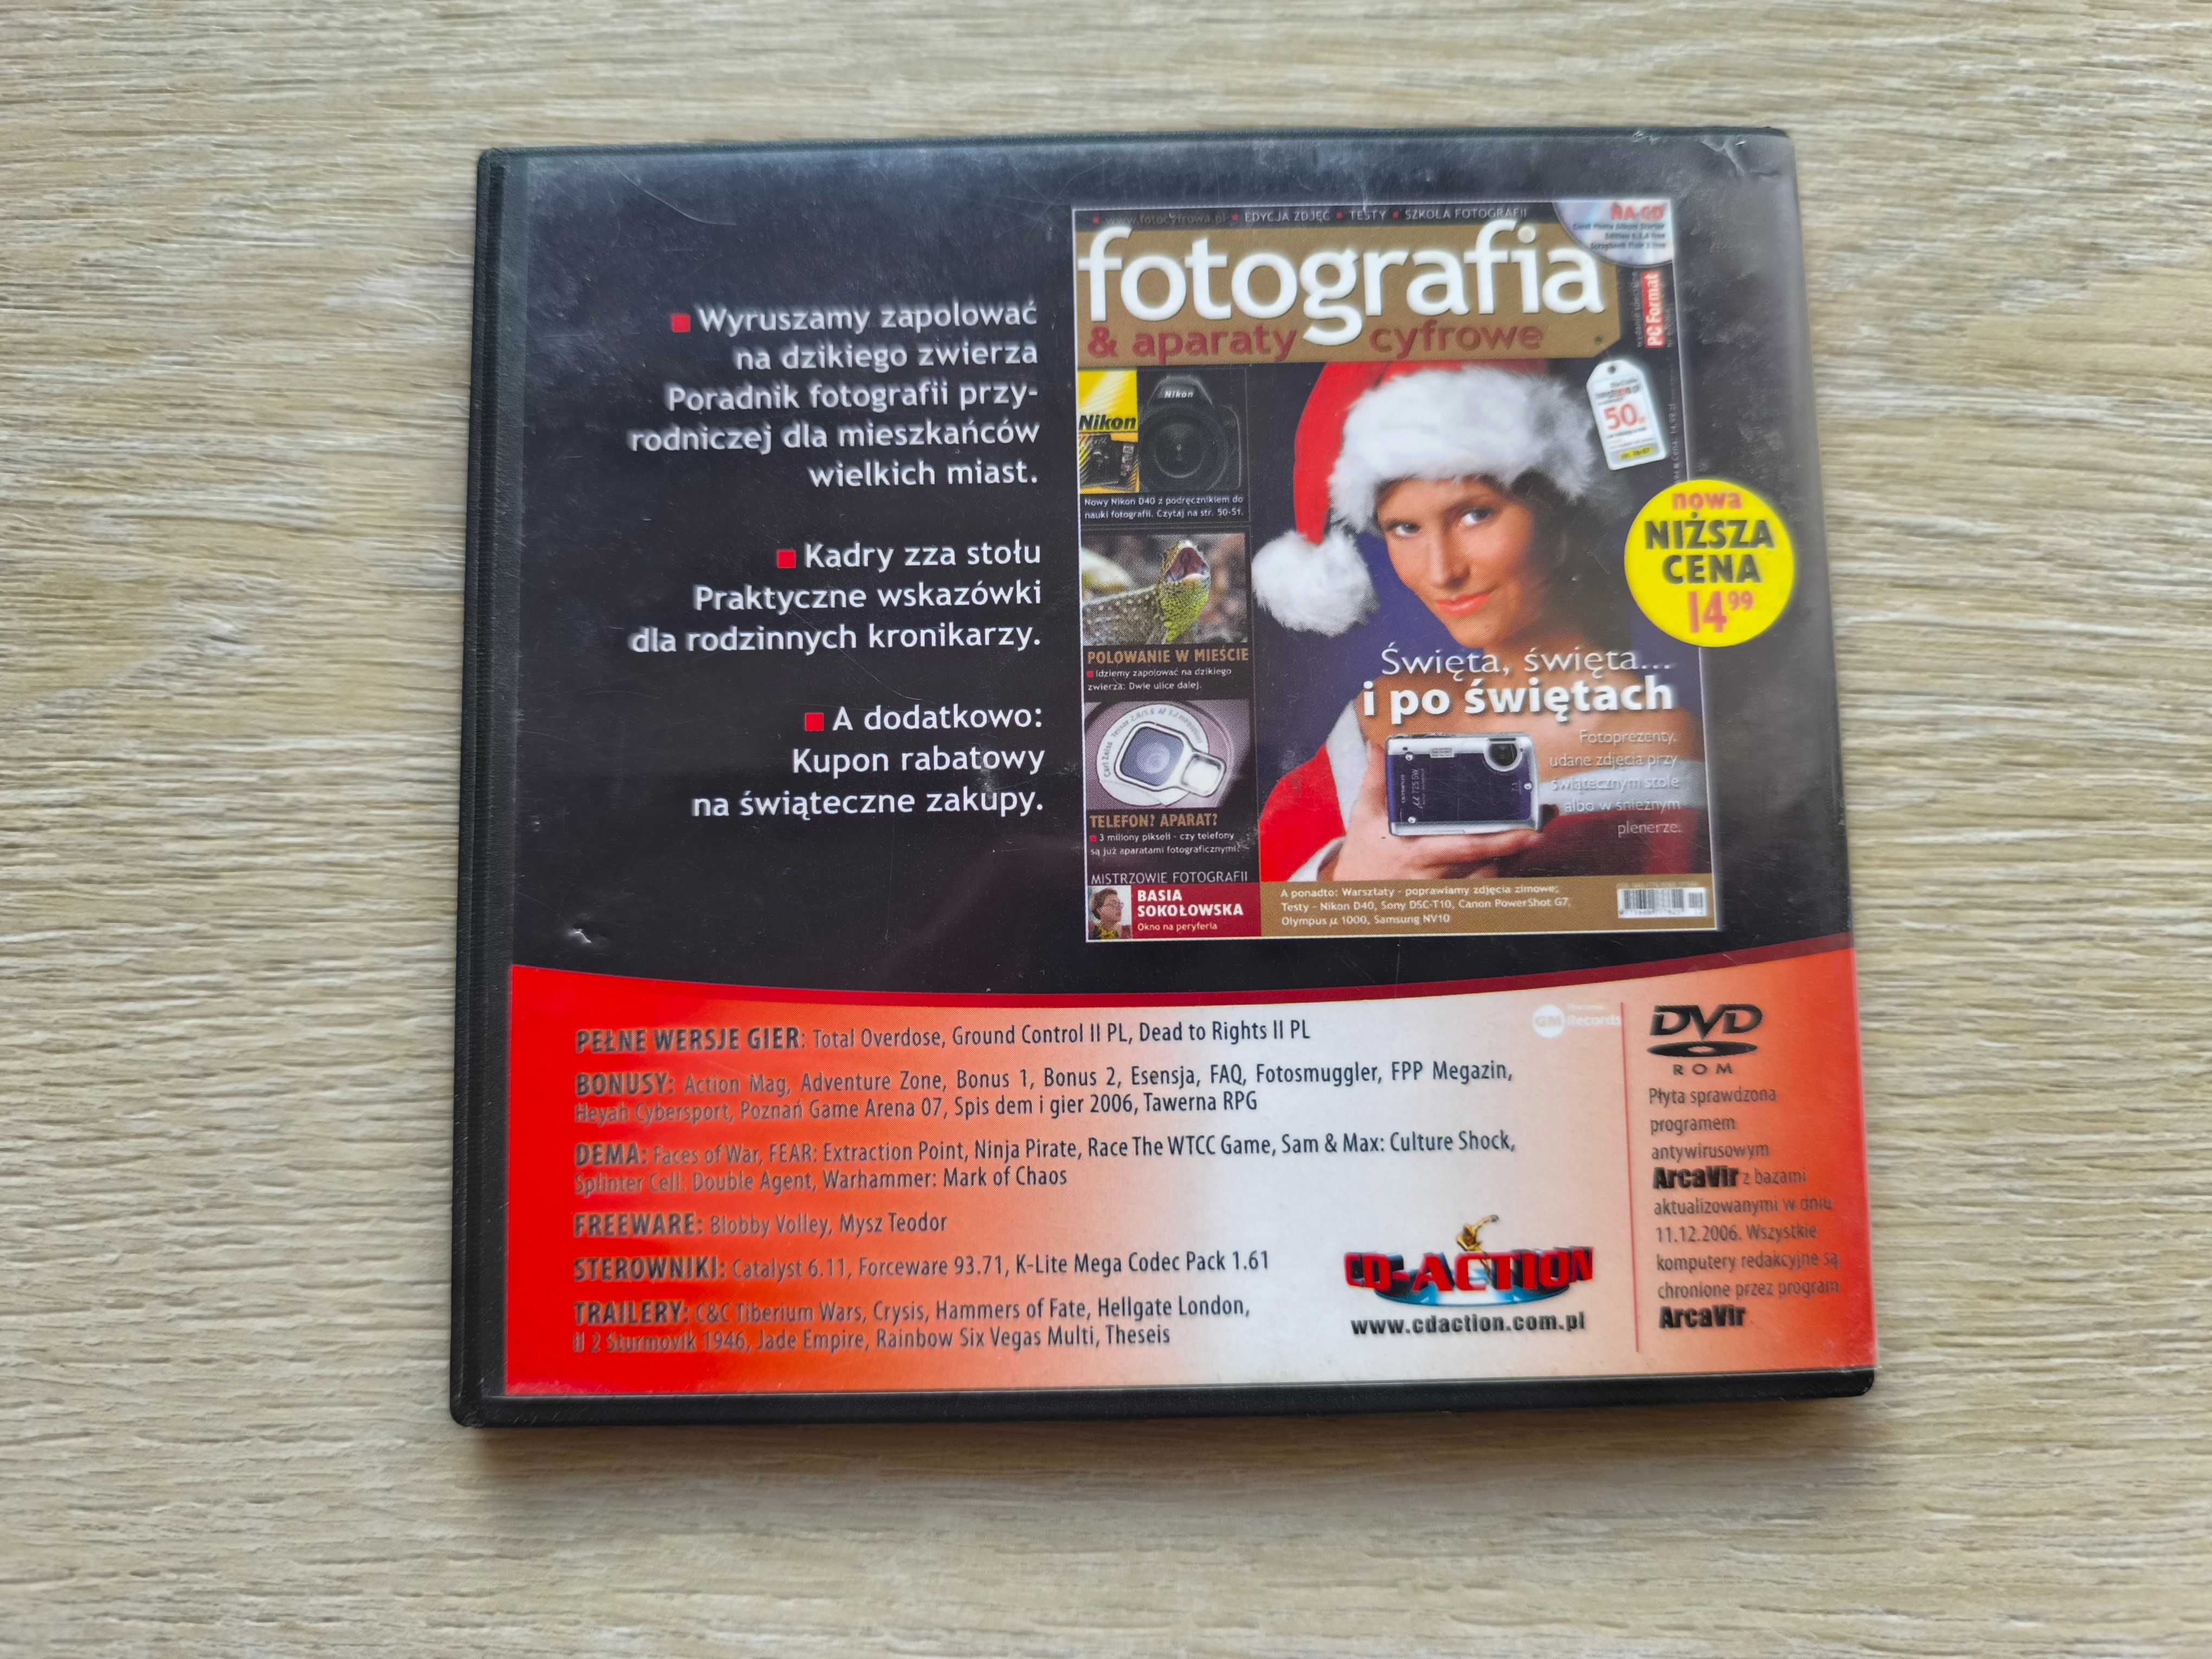 ■ Wyruszamy zapolować
na dzikiego zwierza
Poradnik fotografii przy-
rodniczej dla mieszkańców
wielkich miast.
■ Kadry zza stołu
Praktyczne wskazówki
dla rodzinnych kronikarzy.
■ A dodatkowo:
Kupon rabatowy
na świąteczne zakupy.
www.fotocyfrowa.pl ■ EDYCJA ZDJĘĆ ■ TESTY ■ SZKOŁA FOTOGRAFII
NA CD
fotografia
& aparaty cyfrowe
PC Format
Nikon
Nikon
Nowy Nikon D40 z podręcznikiem do
nauki fotografii. Czytaj na str. 50-51.
50
POLOWANIE W MIEŚCIE
■ Idziemy zapolować na dzikiego
zwierza: Dwie ulice dalej.
Carl Zeiss
TELEFON? APARAT?
■ 3 miliony pikseli - czy telefony
są już aparatami fotograficznymi?
MISTRZOWIE FOTOGRAFII
BASIA
SOKOŁOWSKA
Okno na peryferia
nowa
NIŻSZA
CENA
14 99
Święta, święta...
i po świętach
Fotoprezenty,
udane zdjęcia przy
świątecznym stole
albo w śnieżnym
plenerze.
A ponadto: Warsztaty - poprawiamy zdjęcia zimowe;
Testy - Nikon D40, Sony DSC-T10, Canon PowerShot G7,
Olympus µ 1000, Samsung NV10
PEŁNE WERSJE GIER: Total Overdose, Ground Control II PL, Dead to Rights II PL
BONUSY: Action Mag, Adventure Zone, Bonus 1, Bonus 2, Esensja, FAQ, Fotosmuggler, FPP Megazin,
Heyah Cybersport, Poznań Game Arena 07, Spis dem i gier 2006, Tawerna RPG
DEMA: Faces of War, FEAR: Extraction Point, Ninja Pirate, Race The WTCC Game, Sam & Max: Culture Shock,
Splinter Cell: Double Agent, Warhammer: Mark of Chaos
FREEWARE: Blobby Volley, Mysz Teodor
STEROWNIKI: Catalyst 6.11, Forceware 93.71, K-Lite Mega Codec Pack 1.61
TRAILERY: C&C Tiberium Wars, Crysis, Hammers of Fate, Hellgate London,
Il 2 Sturmovik 1946, Jade Empire, Rainbow Six Vegas Multi, Theseis
GM Records
CD-ACTION
www.cdaction.com.pl
DVD
ROM
Płyta sprawdzona
programem
antywirusowym
ArcaVir z bazami
aktualizowanymi w dniu
11.12.2006. Wszystkie
komputery redakcyjne są
chronione przez program
ArcaVir